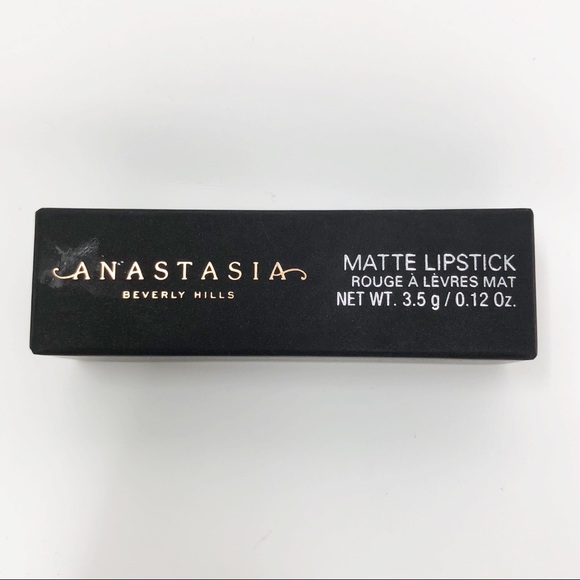 ANASTASIA
BEVERLY HILLS
MATTE LIPSTICK
ROUGE À LÈVRES MAT
NET WT. 3.5 g / 0.12 Oz.